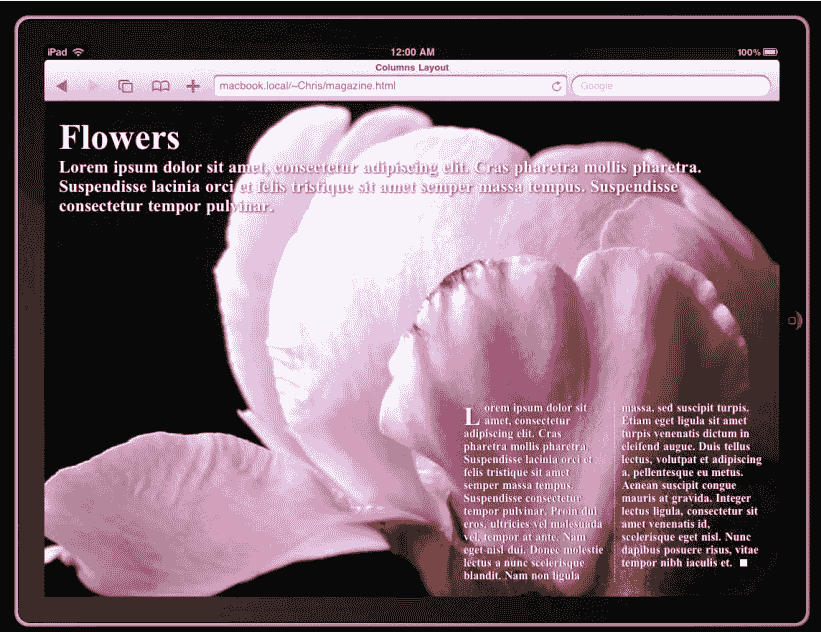 iPad
12:00 AM
100%
Columns Layout
macbook.local/~Chris/magazine.html
Google
Flowers
Lorem ipsum dolor sit amet, consectetur adipiscing elit. Cras pharetra mollis pharetra.
Suspendisse lacinia orci et felis tristique sit amet semper massa tempus. Suspendisse
consectetur tempor pulvinar.
Lorem ipsum dolor sit
amet, consectetur
adipiscing elit. Cras
pharetra mollis pharetra.
Suspendisse lacinia orci et
felis tristique sit amet
semper massa tempus.
Suspendisse consectetur
tempor pulvinar. Proin dui
eros, ultricies vel malesuada
vel, tempor at ante. Nam
eget nisl dui. Donec molestie
lectus a nunc scelerisque
blandit. Nam non ligula
massa, sed suscipit turpis.
Etiam eget ligula sit amet
turpis venenatis dictum in
eleifend augue. Duis tellus
lectus, volutpat et adipiscing
a, pellentesque eu metus.
Aenean suscipit congue
mauris at gravida. Integer
lectus ligula, consectetur sit
amet venenatis id,
scelerisque eget nisl. Nunc
dapibus posuere risus, vitae
tempor nibh iaculis et.